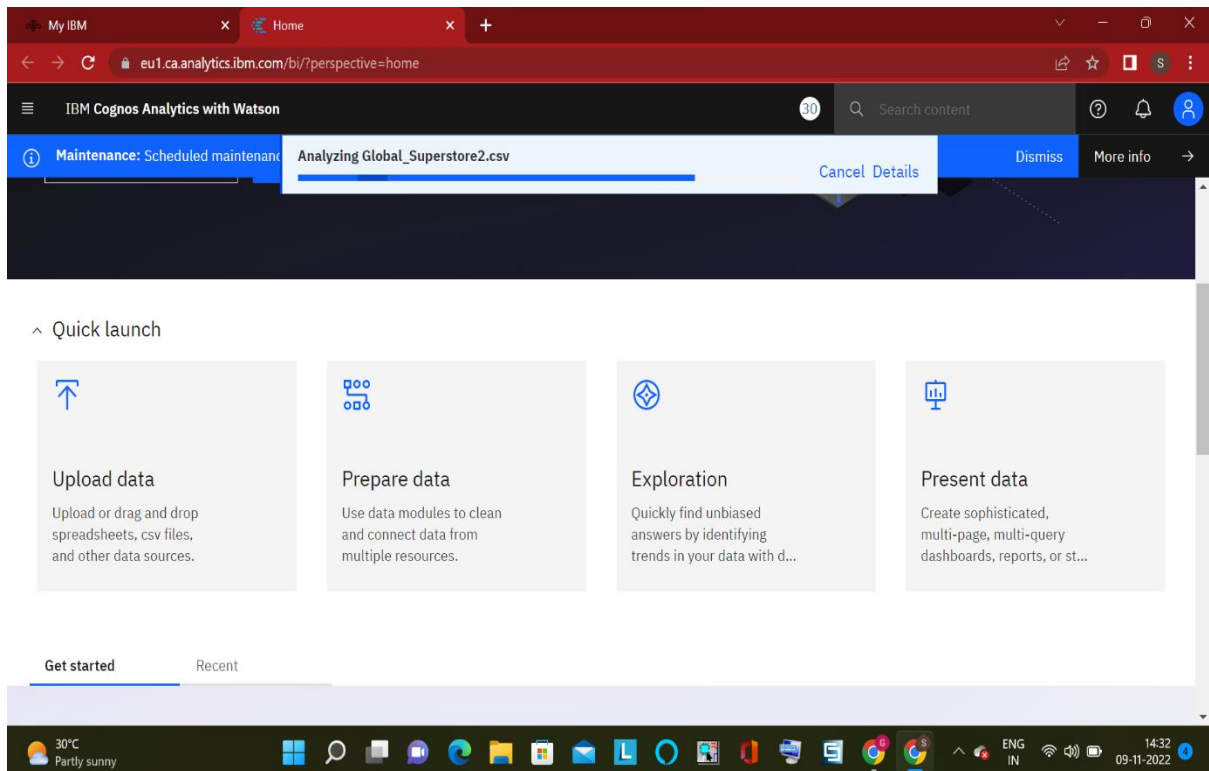 My IBM
Home
eu1.ca.analytics.ibm.com/bi/?perspective=home
S
IBM Cognos Analytics with Watson
30
Search content
Maintenance: Scheduled maintenanc
Analyzing Global_Superstore2.csv
Cancel Details
Dismiss
More info
Quick launch
Upload data
Upload or drag and drop
spreadsheets, csv files,
and other data sources.
Prepare data
Use data modules to clean
and connect data from
multiple resources.
Exploration
Quickly find unbiased
answers by identifying
trends in your data with d...
Present data
Create sophisticated,
multi-page, multi-query
dashboards, reports, or st...
Get started
Recent
30°C
Partly sunny
L
G
S
ENG
IN
14:32
09-11-2022
4